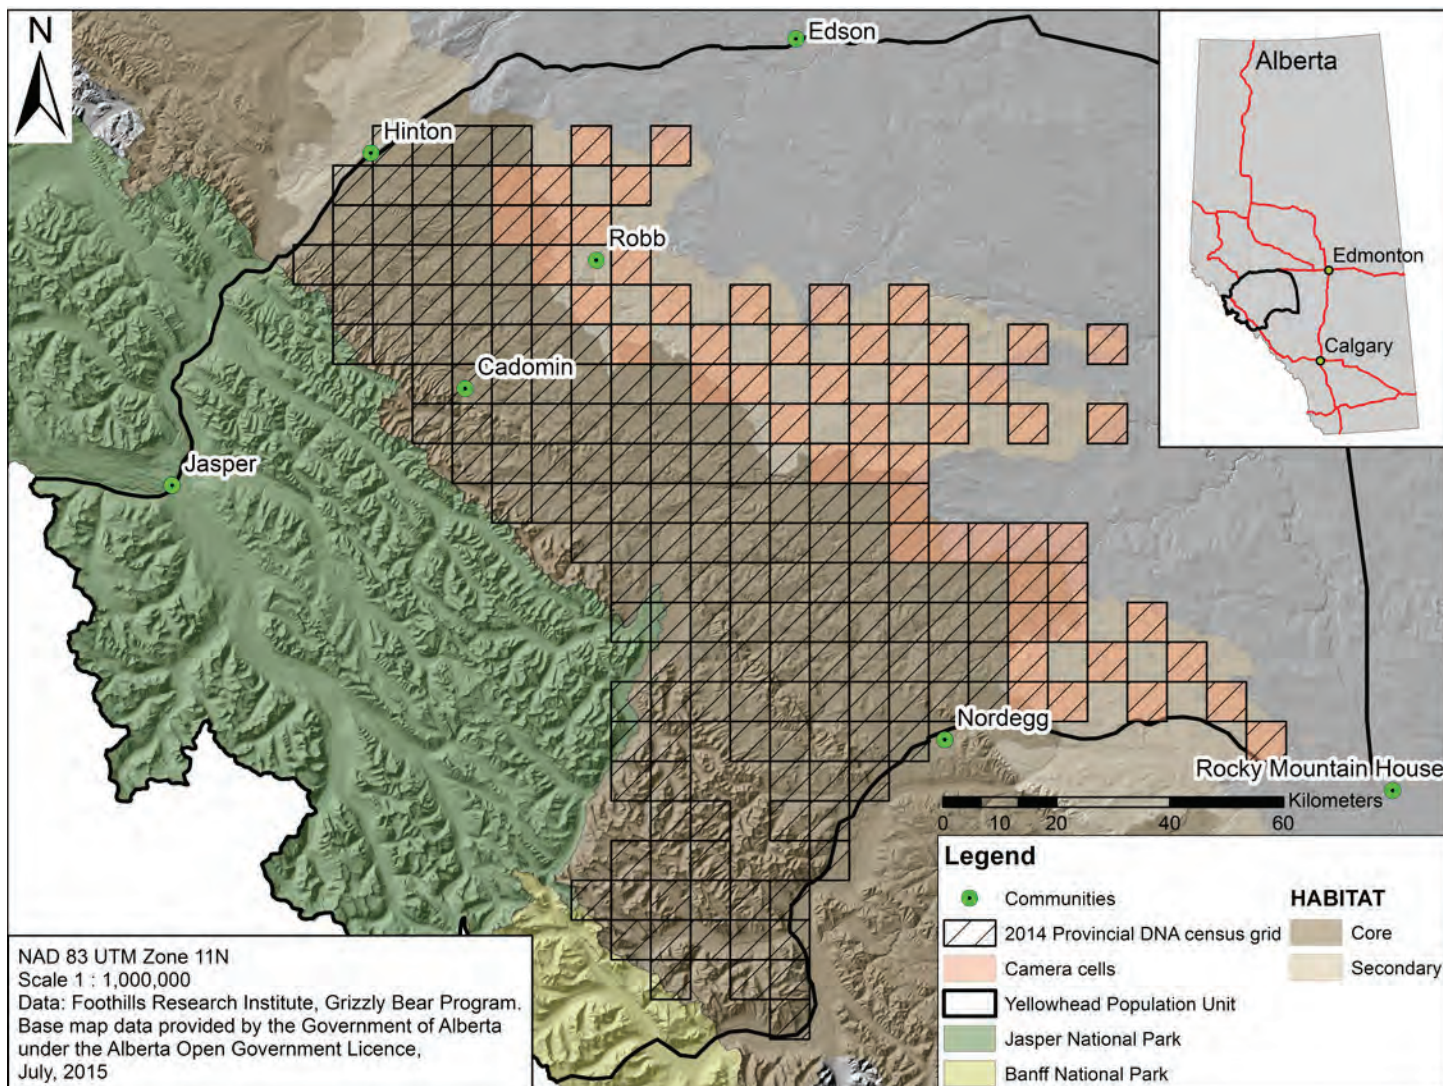 N
Edson
Alberta
Hinton
Robb
Edmonton
Calgary
Cadomin
Jasper
Nordegg
Rocky Mountain House
Kilometers
0 10 20 40 60
Legend
Communities
2014 Provincial DNA census grid
Camera cells
Yellowhead Population Unit
Jasper National Park
Banff National Park
HABITAT
Core
Secondary
NAD 83 UTM Zone 11N
Scale 1 : 1,000,000
Data: Foothills Research Institute, Grizzly Bear Program.
Base map data provided by the Government of Alberta
under the Alberta Open Government Licence,
July, 2015